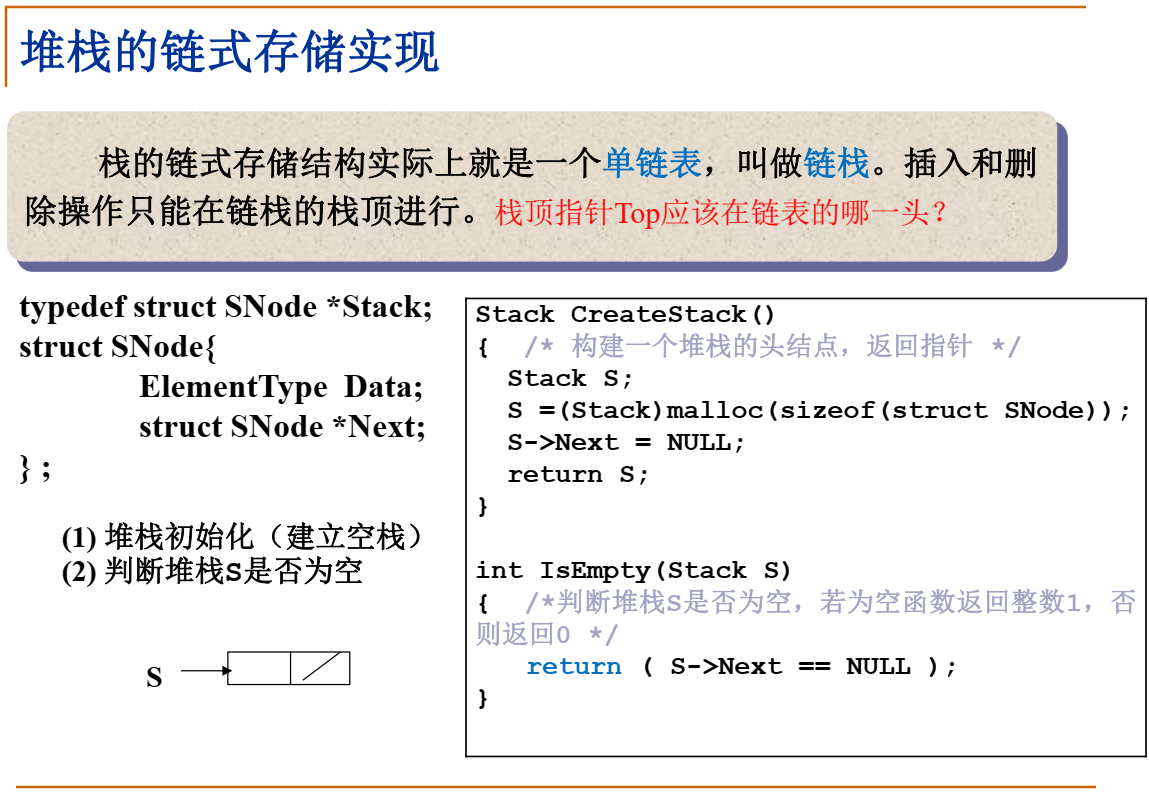 堆栈的链式存储实现
栈的链式存储结构实际上就是一个单链表，叫做链栈。插入和删
除操作只能在链栈的栈顶进行。栈顶指针Top应该在链表的哪一头？
typedef struct SNode *Stack;
struct SNode{
ElementType Data;
struct SNode *Next;
} ;
(1) 堆栈初始化（建立空栈）
(2) 判断堆栈S是否为空
S
Stack CreateStack()
{ /* 构建一个堆栈的头结点，返回指针 */
Stack S;
S =(Stack)malloc(sizeof(struct SNode));
S->Next = NULL;
return S;
}
int IsEmpty(Stack S)
{ /*判断堆栈S是否为空，若为空函数返回整数1，否
则返回0 */
return ( S->Next == NULL );
}